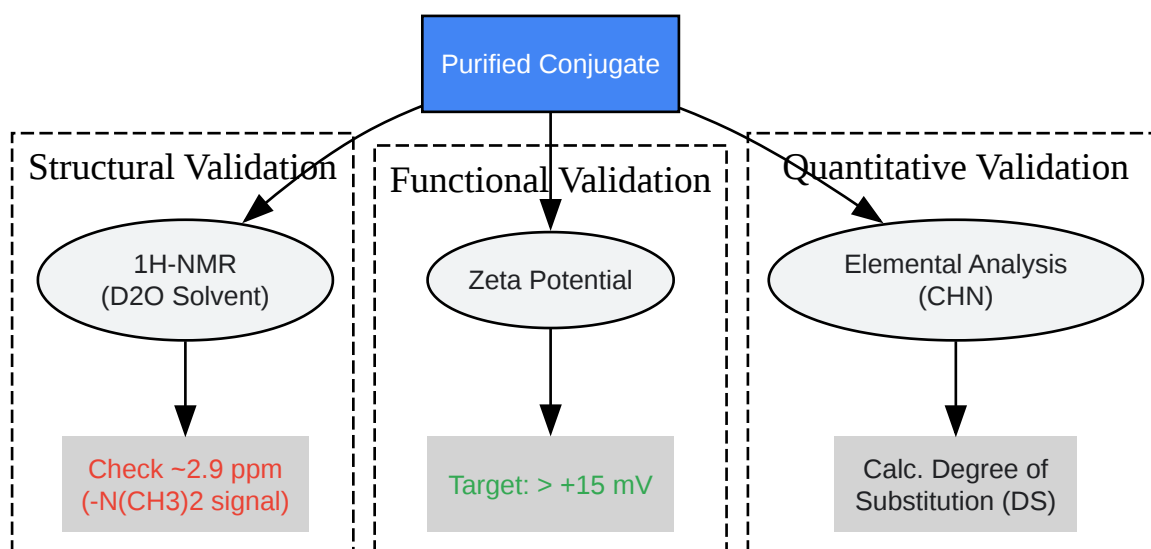 Purified Conjugate
Structural Validation
Functional Validation
Quantitative Validation
1H-NMR
(D2O Solvent)
Zeta Potential
Elemental Analysis
(CHN)
Check ~2.9 ppm
(-N(CH3)2 signal)
Target: > +15 mV
Calc. Degree of
Substitution (DS)